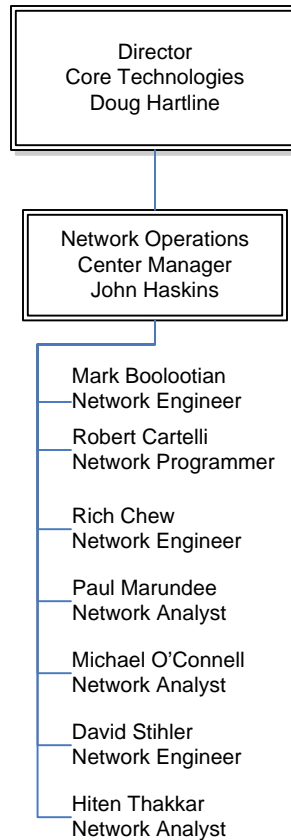 Director
Core Technologies
Doug Hartline
Network Operations
Center Manager
John Haskins
Mark Boolootian
Network Engineer
Robert Cartelli
Network Programmer
Rich Chew
Network Engineer
Paul Marundee
Network Analyst
Michael O'Connell
Network Analyst
David Stihler
Network Engineer
Hiten Thakkar
Network Analyst